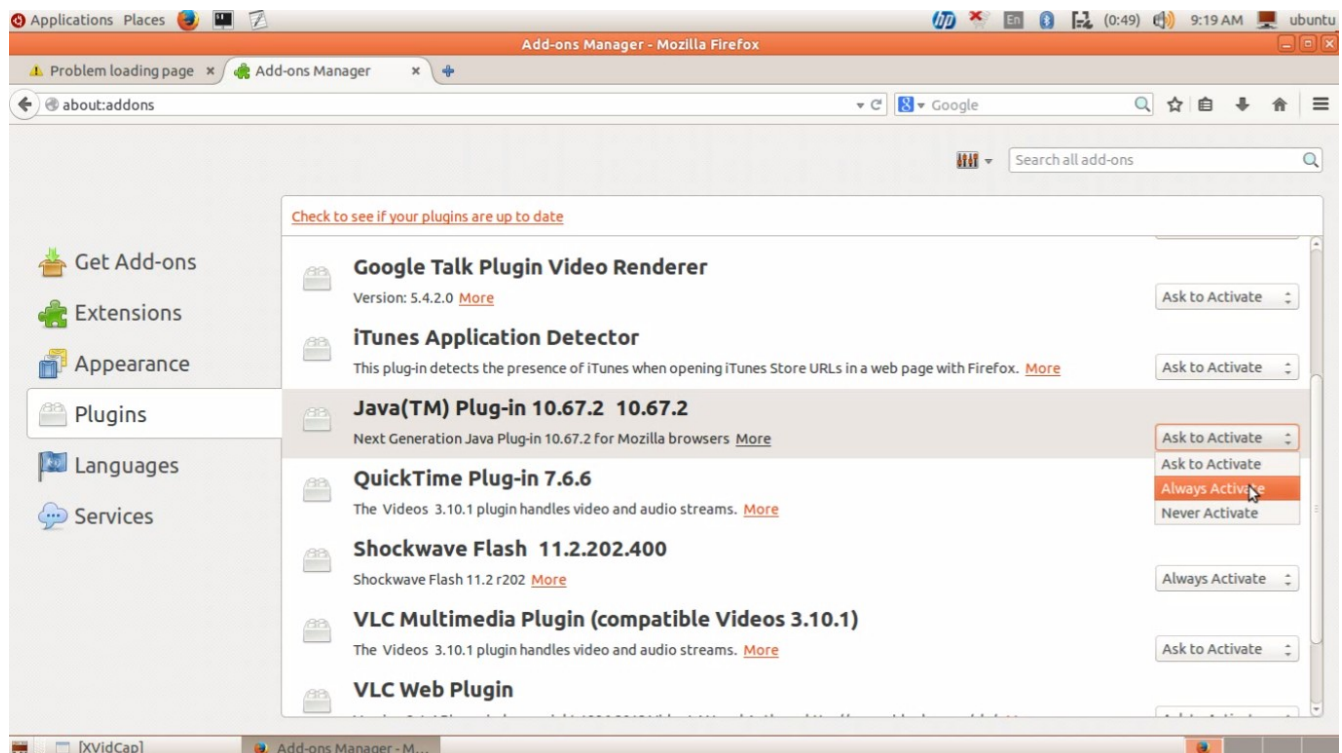 Applications Places En (0:49) 9:19 AM ubuntu
Add-ons Manager - Mozilla Firefox
Problem loading page Add-ons Manager
about:addons Google
Search all add-ons
Check to see if your plugins are up to date
Get Add-ons
Extensions
Appearance
Plugins
Languages
Services
Google Talk Plugin Video Renderer
Version: 5.4.2.0 More
Ask to Activate
iTunes Application Detector
This plug-in detects the presence of iTunes when opening iTunes Store URLs in a web page with Firefox. More
Ask to Activate
Java(TM) Plug-in 10.67.2 10.67.2
Next Generation Java Plug-in 10.67.2 for Mozilla browsers More
Ask to Activate
Ask to Activate
Always Activate
Never Activate
QuickTime Plug-in 7.6.6
The Videos 3.10.1 plugin handles video and audio streams. More
Shockwave Flash 11.2.202.400
Shockwave Flash 11.2 r202 More
Always Activate
VLC Multimedia Plugin (compatible Videos 3.10.1)
The Videos 3.10.1 plugin handles video and audio streams. More
Ask to Activate
VLC Web Plugin
[XVidCap] Add-ons Manager - M...